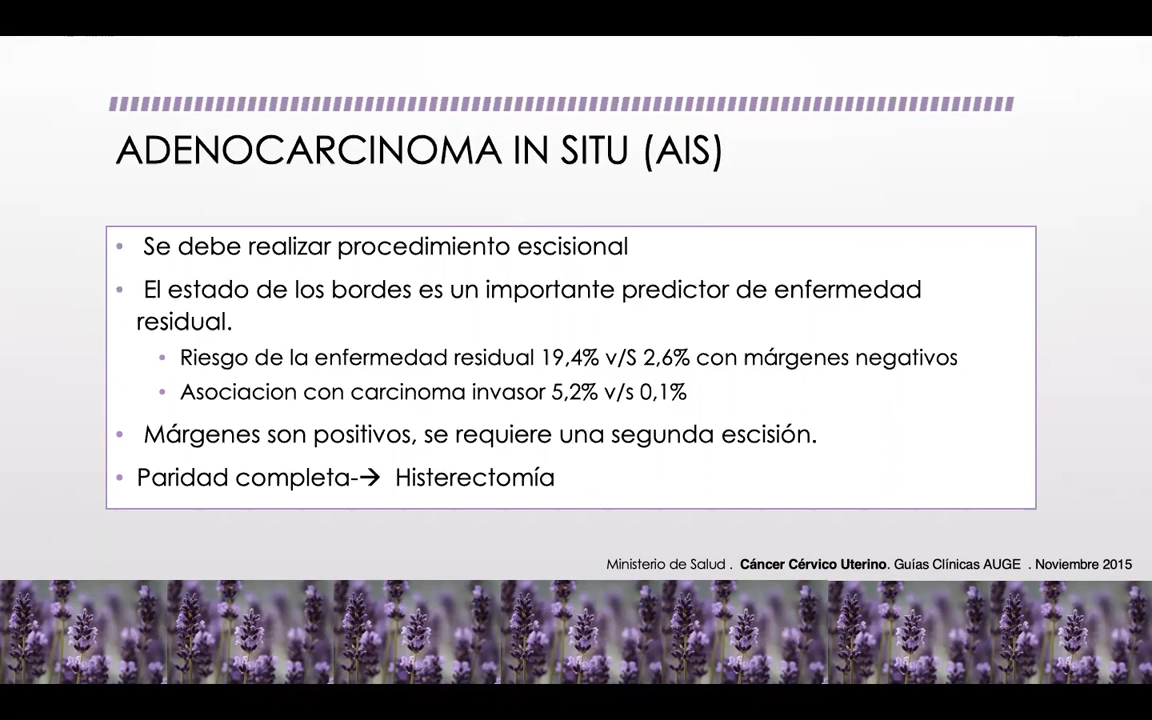 ADENOCARCINOMA IN SITU (AIS)
• Se debe realizar procedimiento escisional
• El estado de los bordes es un importante predictor de enfermedad
residual.
• Riesgo de la enfermedad residual 19,4% v/S 2,6% con márgenes negativos
• Asociacion con carcinoma invasor 5,2% v/s 0,1%
• Márgenes son positivos, se requiere una segunda escisión.
• Paridad completa-→ Histerectomía
Ministerio de Salud . Cáncer Cérvico Uterino. Guías Clínicas AUGE . Noviembre 2015